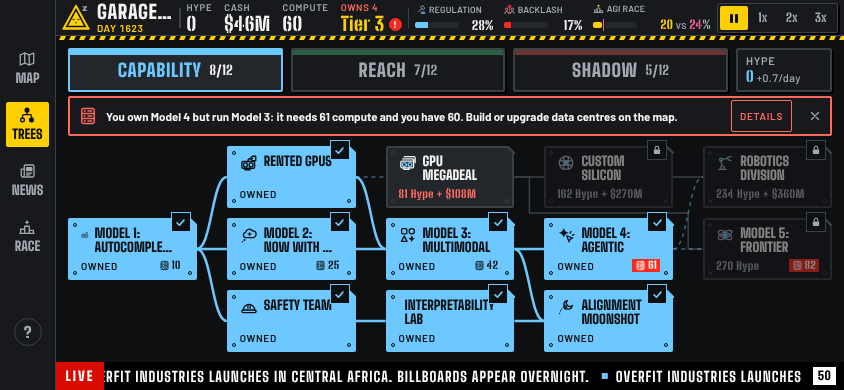 GARAGE...
DAY 1623
HYPE
0
CASH
$46M
COMPUTE
60
OWNS 4
Tier 3 !
REGULATION
28%
BACKLASH
17%
AGI RACE
20 vs 24%
1x
2x
3x
MAP
TREES
NEWS
RACE
?
CAPABILITY 8/12
REACH 7/12
SHADOW 5/12
HYPE
0 +0.7/day
You own Model 4 but run Model 3: it needs 61 compute and you have 60. Build or upgrade data centres on the map.
DETAILS
RENTED GPUS
OWNED
GPU
MEGADEAL
81 Hype + $108M
CUSTOM
SILICON
162 Hype + $270M
ROBOTICS
DIVISION
234 Hype + $360M
MODEL 1:
AUTOCOMPLE...
OWNED
10
MODEL 2:
NOW WITH ...
OWNED
25
MODEL 3:
MULTIMODAL
OWNED
42
MODEL 4:
AGENTIC
OWNED
61
MODEL 5:
FRONTIER
270 Hype
82
SAFETY TEAM
OWNED
INTERPRETABILITY
LAB
OWNED
ALIGNMENT
MOONSHOT
OWNED
LIVE
ERFIT INDUSTRIES LAUNCHES IN CENTRAL AFRICA. BILLBOARDS APPEAR OVERNIGHT. ■ OVERFIT INDUSTRIES LAUNCHES
50